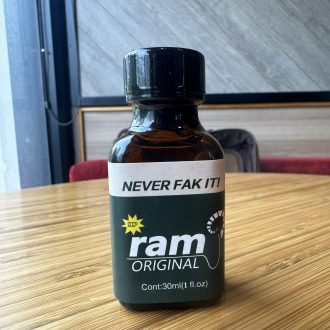 NEVER FAK IT!
ram
ORIGINAL
Cont:30ml(1 fl.oz)